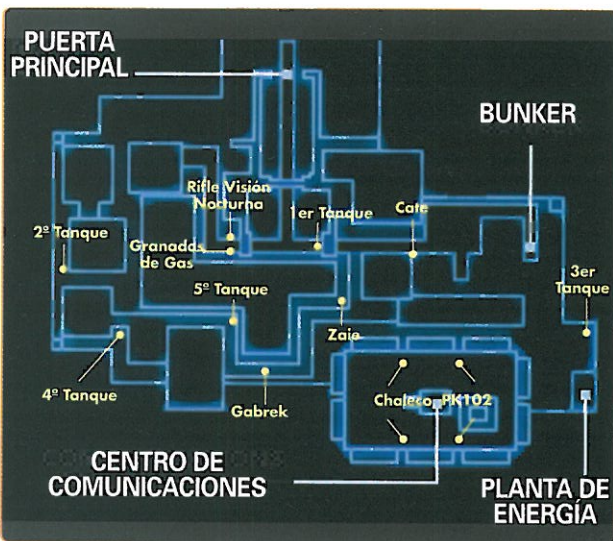 PUERTA
PRINCIPAL
BUNKER
Rifle Visión
Nocturna
1er Tanque
Cate
2º Tanque
Granadas
de Gas
5º Tanque
3er
Tanque
Zaie
4º Tanque
Gabrek
Chaleco PK102
CENTRO DE
COMUNICACIONES
PLANTA DE
ENERGÍA